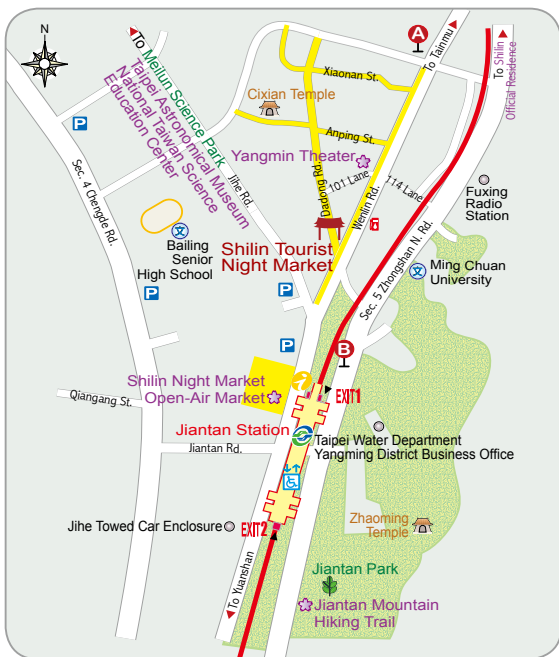 N
To Meilun Science Park
Taipei Astronomical Museum
National Taiwan Science
Education Center
A
To Tainmu
To Shilin
Official Residence
Xiaonan St.
Cixian Temple
Anping St.
Yangmin Theater
101 Lane
114 Lane
Dadong Rd
Wenlin Rd.
Jihe Rd.
Sec. 4 Chengde Rd.
P
Fuxing
Radio
Station
文
Bailing
Senior
High School
Shilin Tourist
Night Market
Sec. 5 Zhongshan N. Rd.
文
Ming Chuan
University
P
P
P
B
Shilin Night Market
Open-Air Market
i
EXIT1
Qiangang St.
Jiantan Station
Jiantan Rd.
Taipei Water Department
Yangming District Business Office
Jihe Towed Car Enclosure
EXIT2
Zhaoming
Temple
Jiantan Park
To Yuanshan
Jiantan Mountain
Hiking Trail